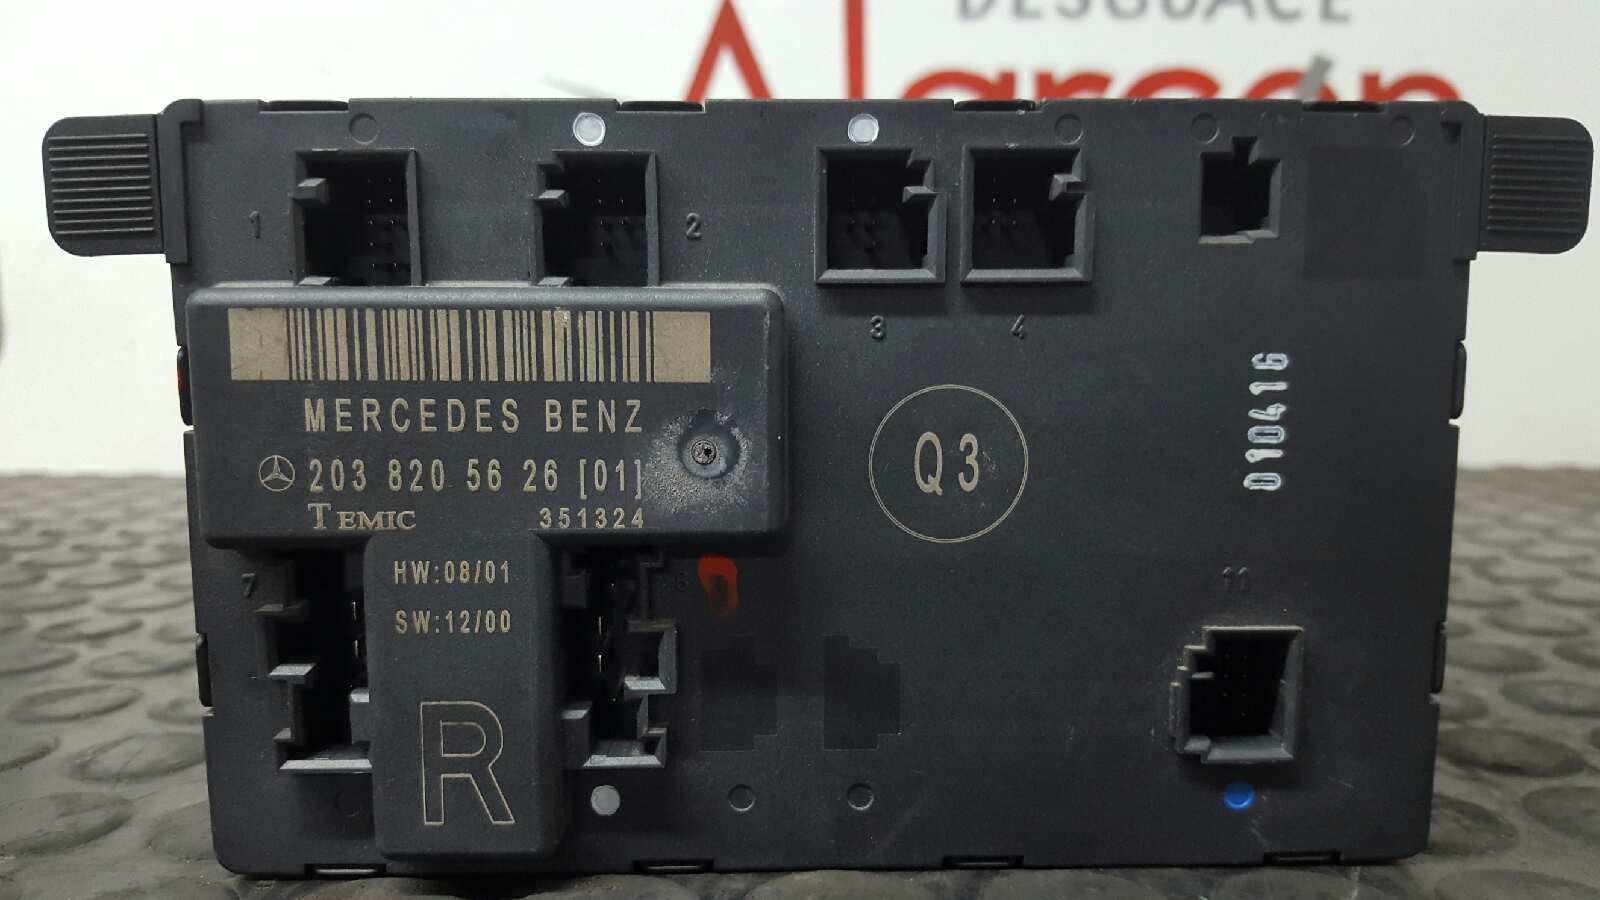 DESGUACE
Alarcón
1
2
3
4
MERCEDES BENZ
203 820 56 26 [01]
TEMIC 351324
Q3
010416
7
HW:08/01
SW:12/00
11
R